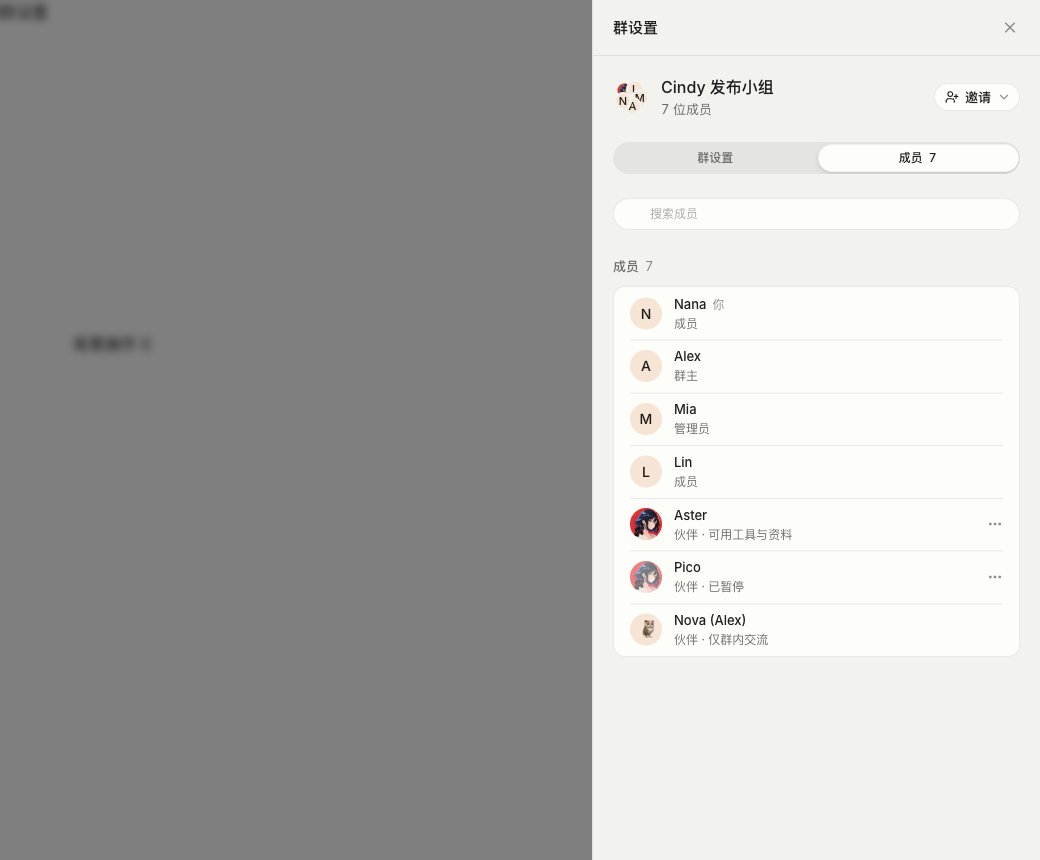 群设置
Cindy 发布小组
7 位成员
邀请
群设置
成员 7
搜索成员
成员 7
N
Nana 你
成员
A
Alex
群主
M
Mia
管理员
L
Lin
成员
Aster
伙伴 · 可用工具与资料
Pico
伙伴 · 已暂停
Nova (Alex)
伙伴 · 仅群内交流